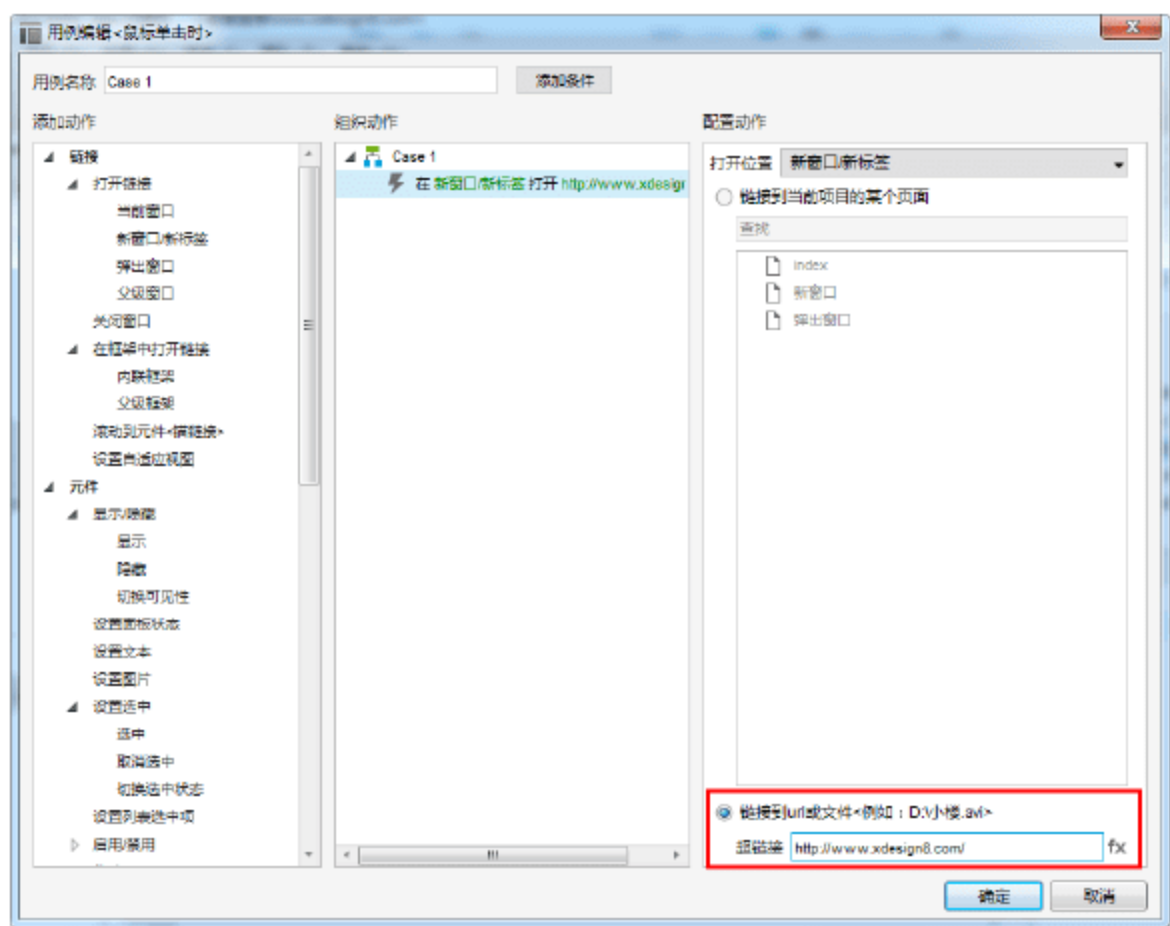 用例编辑<鼠标单击时>
用例名称 Case 1 添加条件
添加动作 组织动作 配置动作
链接
打开链接
当前窗口
新窗口/新标签
弹出窗口
父级窗口
关闭窗口
在框架中打开链接
内联框架
父级框架
滚动到元件<锚链接>
设置自适应视图
元件
显示/隐藏
显示
隐藏
切换可见性
设置面板状态
设置文本
设置图片
设置选中
选中
取消选中
切换选中状态
设置列表选中项
启用/禁用
Case 1
在 新窗口/新标签 打开 http://www.xdesigr
打开位置 新窗口/新标签
链接到当前项目的某个页面
查找
index
新窗口
弹出窗口
链接到url或文件<例如：D:\小楼.avi>
超链接 http://www.xdesign8.com/ fx
确定 取消